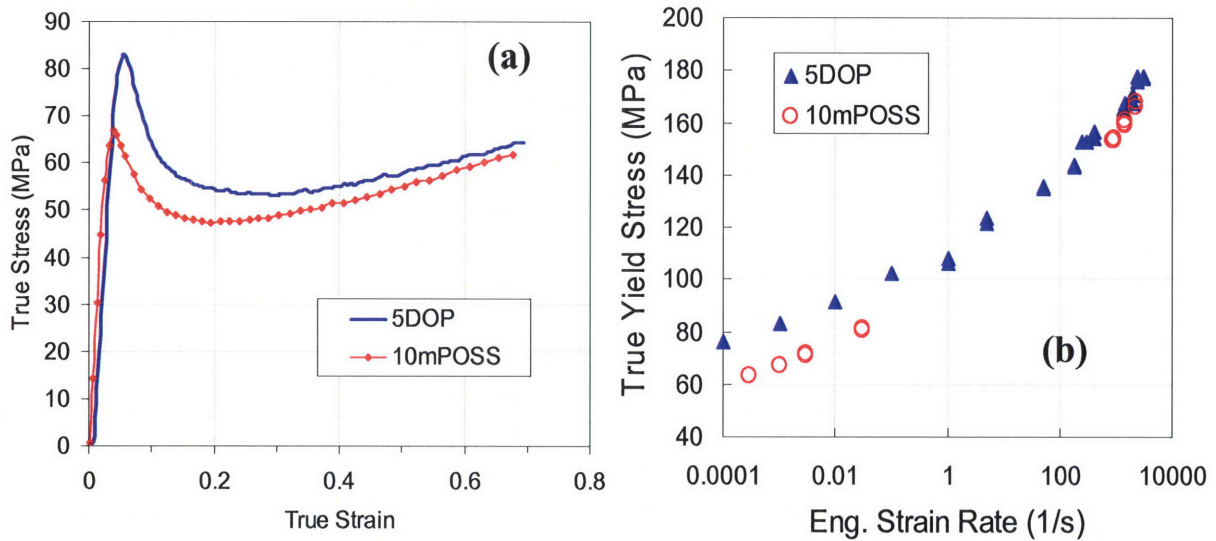 (a)
True Stress (MPa)
90
80
70
60
50
40
30
20
10
0
0
0.2
0.4
0.6
0.8
True Strain
5DOP
10mPOSS
(b)
True Yield Stress (MPa)
200
180
160
140
120
100
80
60
40
0.0001
0.01
1
100
10000
Eng. Strain Rate (1/s)
5DOP
10mPOSS